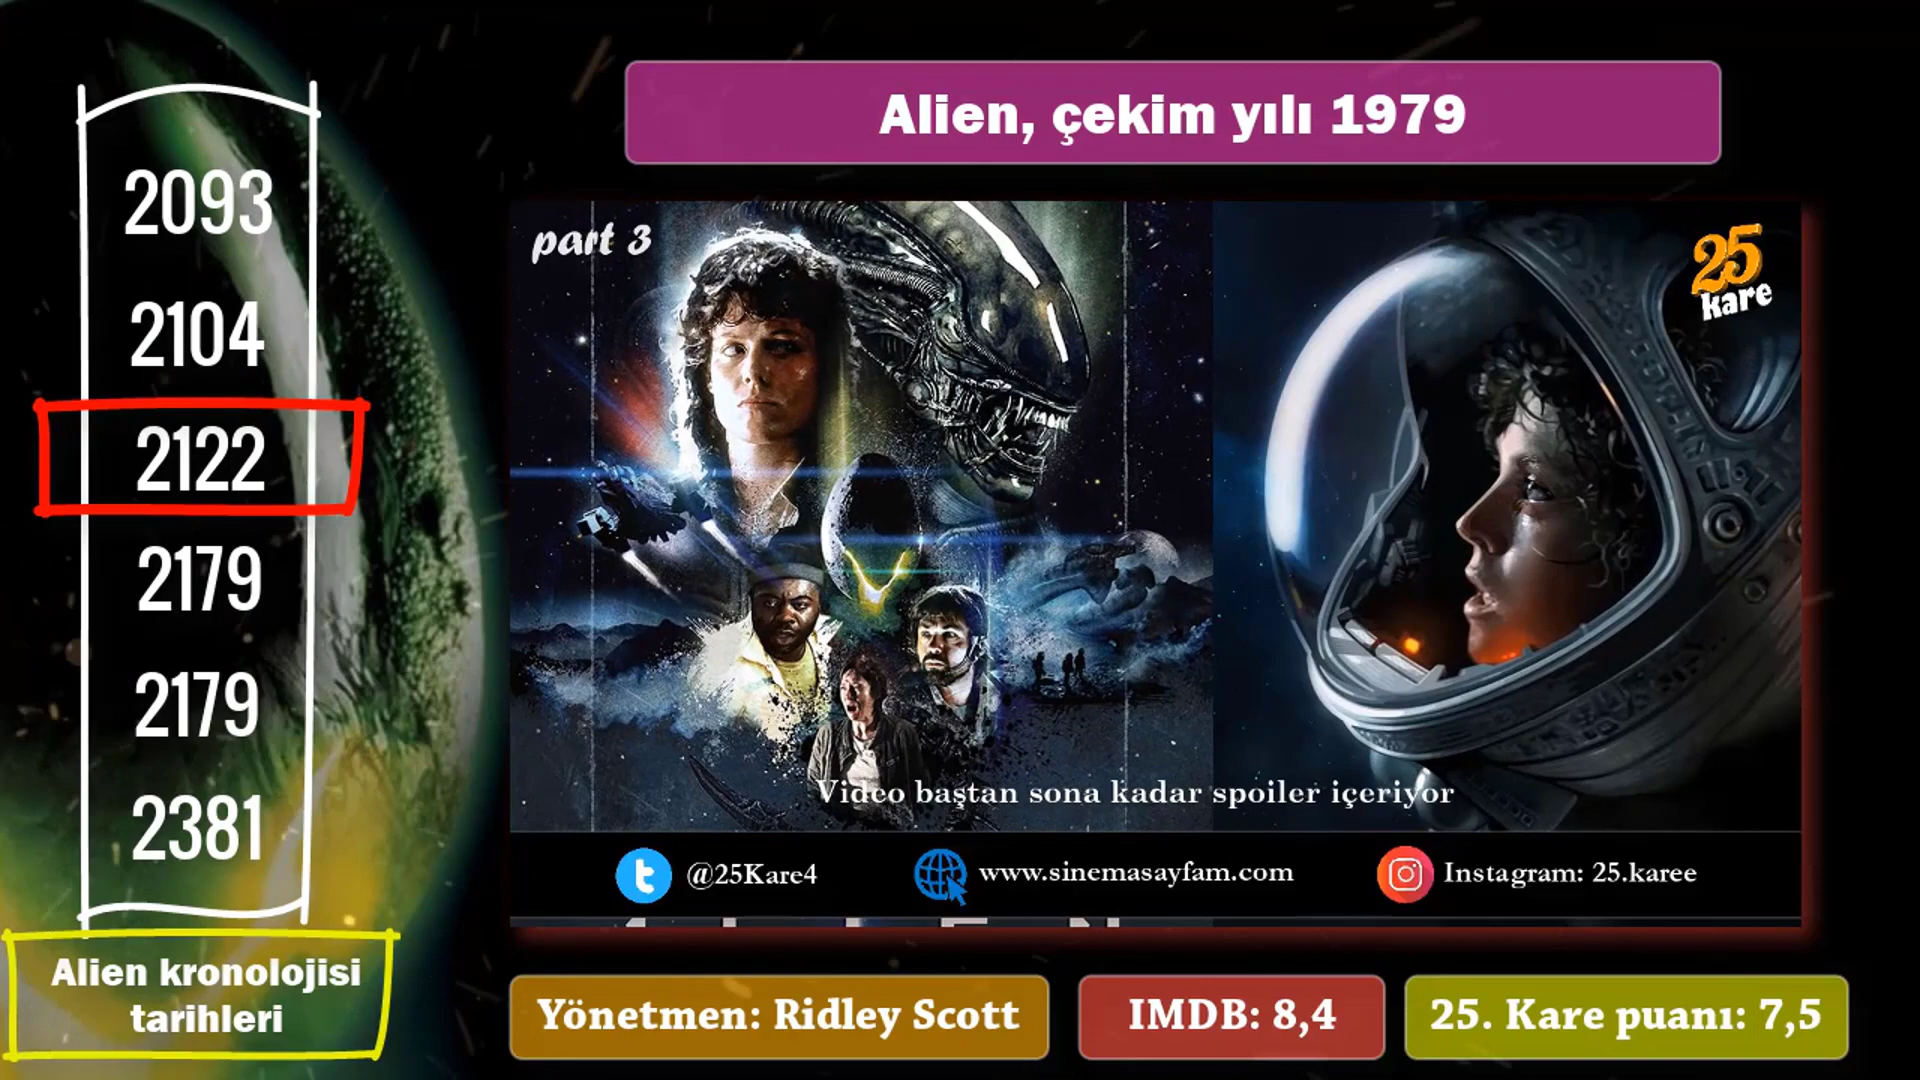 Alien, çekim yılı 1979
2093
2104
2122
2179
2179
2381
Alien kronolojisi
tarihleri
part 3
25
kare
Video baştan sona kadar spoiler içeriyor
@25Kare4
www.sinemasayfam.com
Instagram: 25.karee
Yönetmen: Ridley Scott
IMDB: 8,4
25. Kare puanı: 7,5